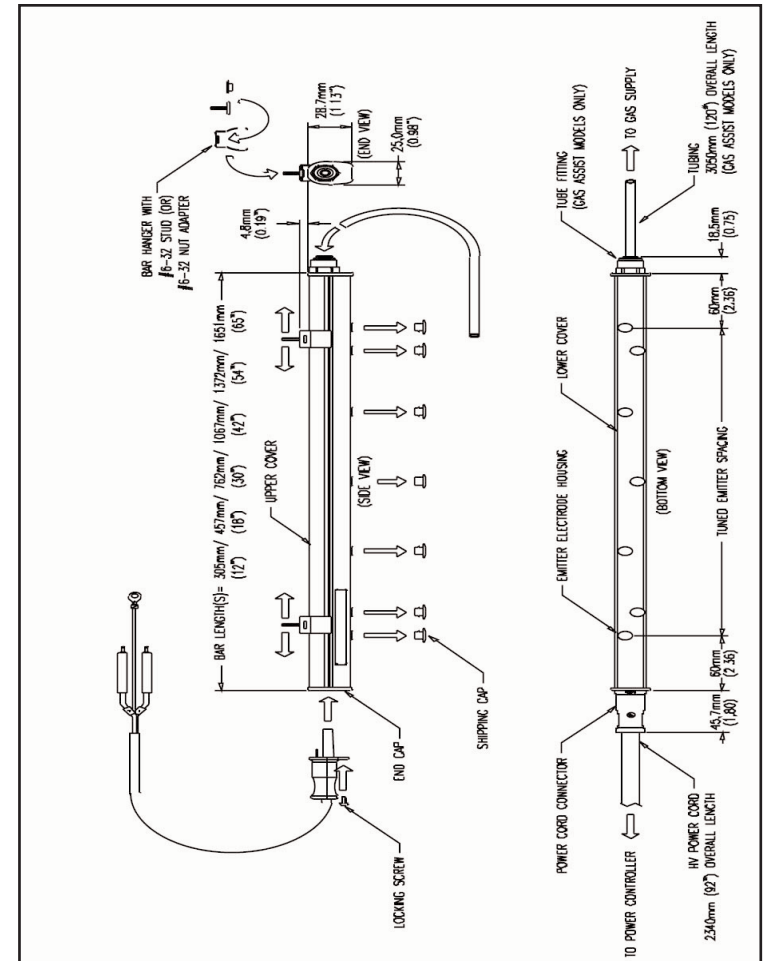 BAR HANGER WITH
#6-32 STUD (OR)
#6-32 NUT ADAPTER
28.7mm
(1 13")
(END VIEW)
25,0mm
(0.98")
4,8mm
(0.19")
BAR LENGTH(S)= 305mm/ 457mm/ 762mm/ 1067mm/ 1372mm/ 1651mm
(12") (18") (30") (42") (54") (65")
UPPER COVER
(SIDE VIEW)
SHIPPING CAP
END CAP
LOCKING SCREW
TO GAS SUPPLY
TUBE FITTING
(GAS ASSIST MODELS ONLY)
TUBING
3050mm (120") OVERALL LENGTH
(GAS ASSIST MODELS ONLY)
18.5mm
(0.75)
60mm
(2.36)
LOWER COVER
EMITTER ELECTRODE HOUSING
(BOTTOM VIEW)
TUNED EMITTER SPACING
60mm
(2 36)
45,7mm
(1.80)
POWER CORD CONNECTOR
HV POWER CORD
2340mm (92") OVERALL LENGTH
TO POWER CONTROLLER